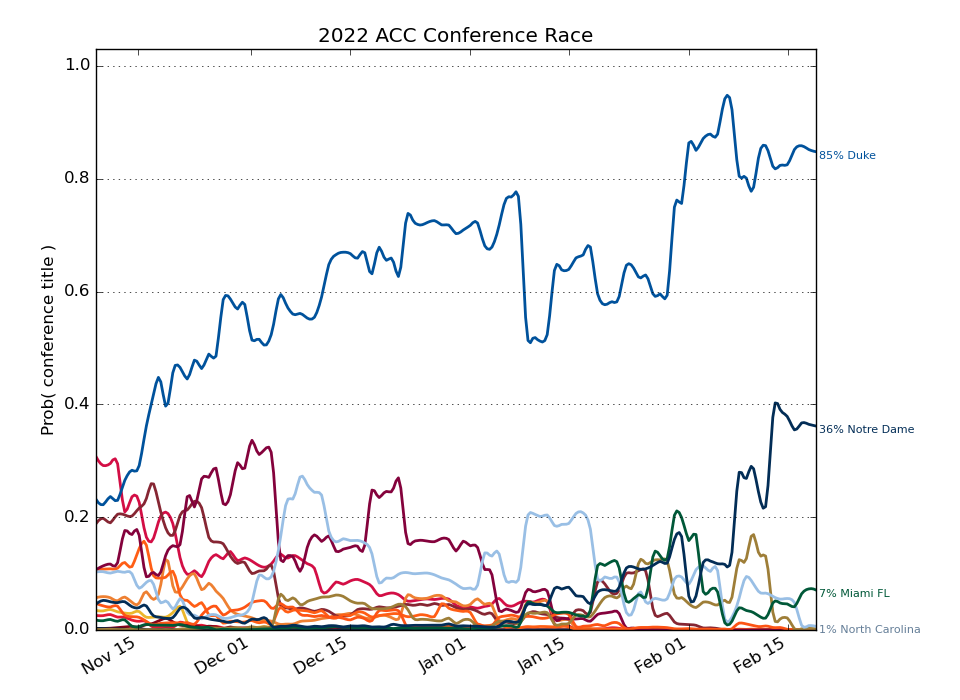 2022 ACC Conference Race
Prob( conference title )
1.0
0.8
0.6
0.4
0.2
0.0
85% Duke
36% Notre Dame
7% Miami FL
1% North Carolina
Nov 15
Dec 01
Dec 15
Jan 01
Jan 15
Feb 01
Feb 15